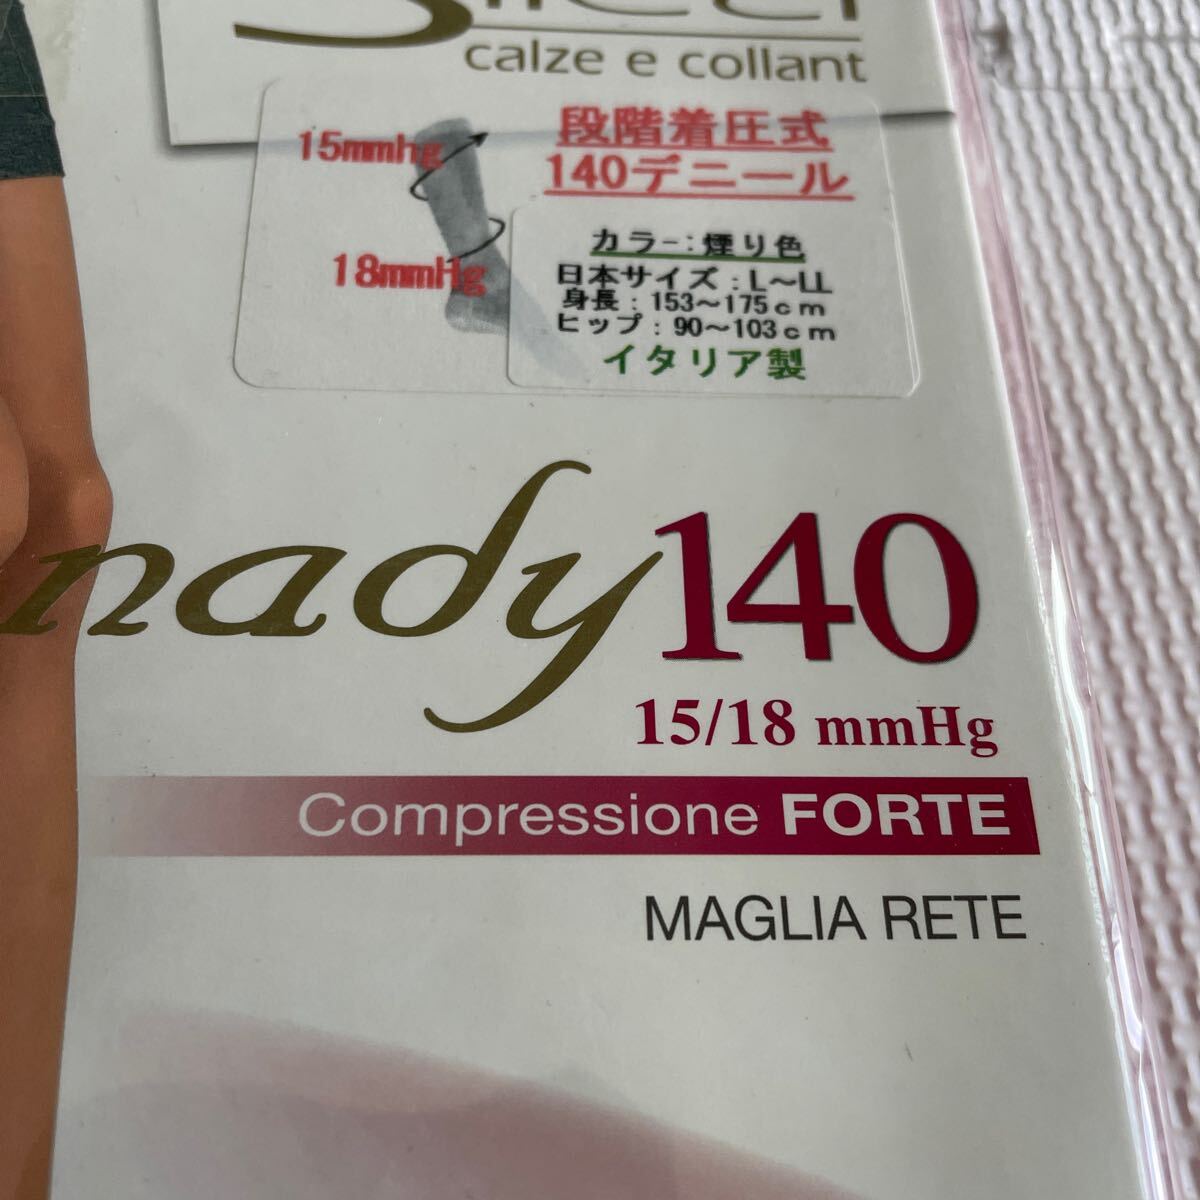 calze e collant
段階着圧式
140デニール
15mmhg
18mmHg
カラー:煙り色
日本サイズ:L～LL
身長:153～175cm
ヒップ:90～103cm
イタリア製
nady140
15/18 mmHg
Compressione FORTE
MAGLIA RETE